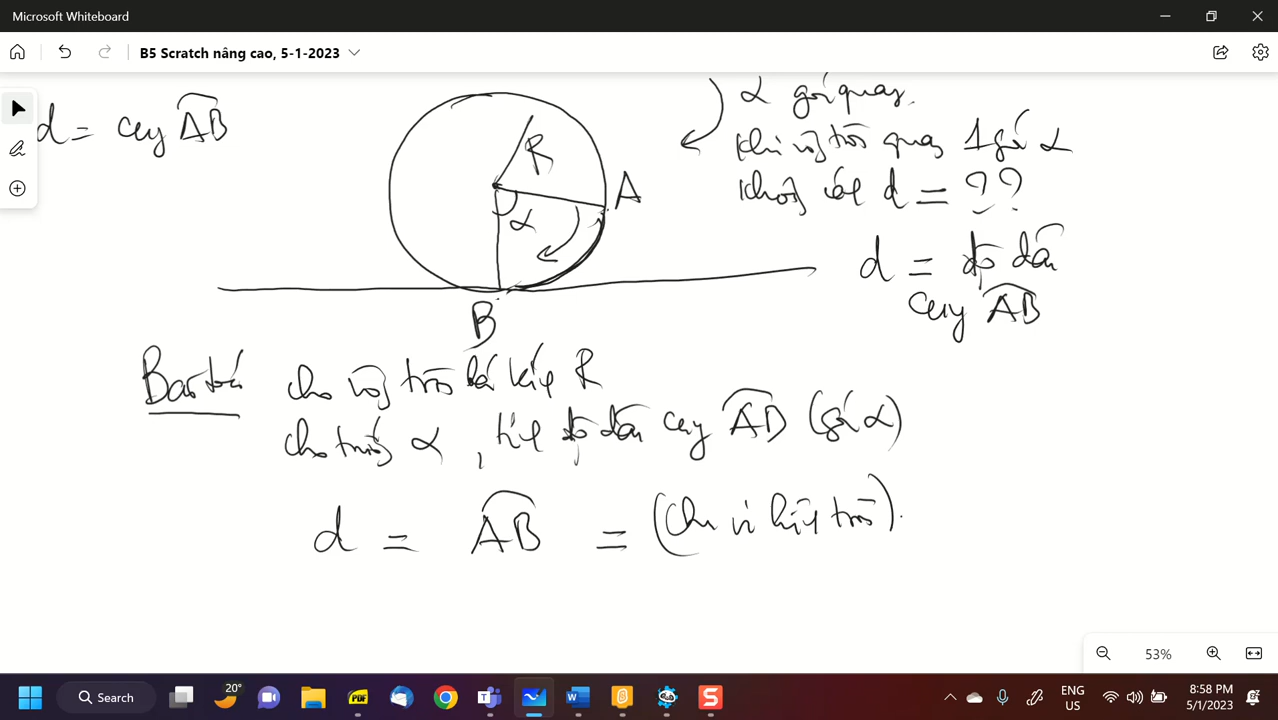 Microsoft Whiteboard
B5 Scratch nâng cao, 5-1-2023
d = cung AB
R
A
α
B
α góc quay.
khi vòng tròn quay 1 góc α
khoảng cách d = ??
d = độ dài
cung AB
Bài toán cho vòng tròn bán kính R
cho trước α, tính độ dài cung AB (góc α)
d = AB = (chu vi hình tròn).
53%
Search
20°
PDF
ENG
US
8:58 PM
5/1/2023